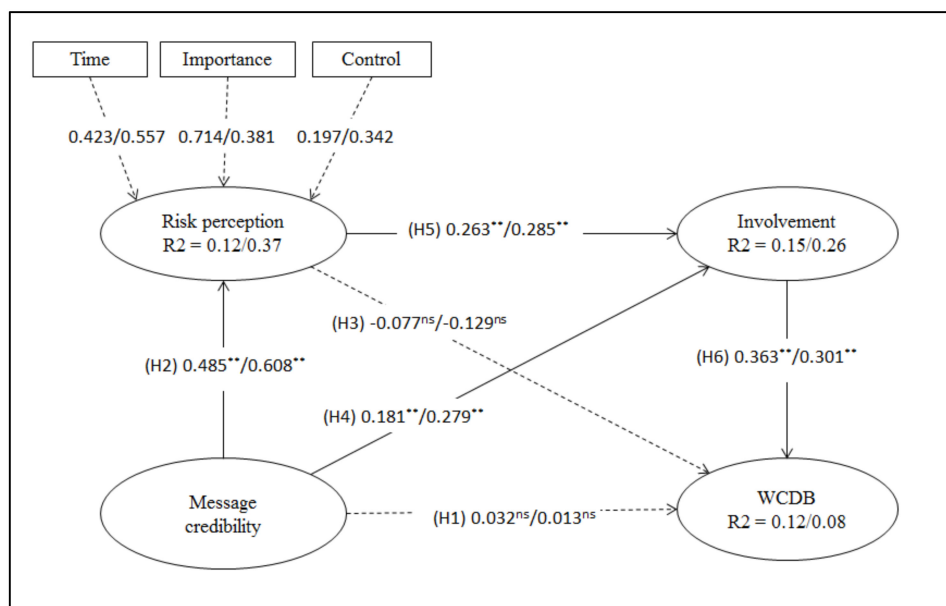 Time
Importance
Control
0.423/0.557
0.714/0.381
0.197/0.342
Risk perception
R2 = 0.12/0.37
(H5) 0.263**/0.285**
Involvement
R2 = 0.15/0.26
(H3) -0.077ns/-0.129ns
(H2) 0.485**/0.608**
(H6) 0.363**/0.301**
(H4) 0.181**/0.279**
Message
credibility
(H1) 0.032ns/0.013ns
WCDB
R2 = 0.12/0.08